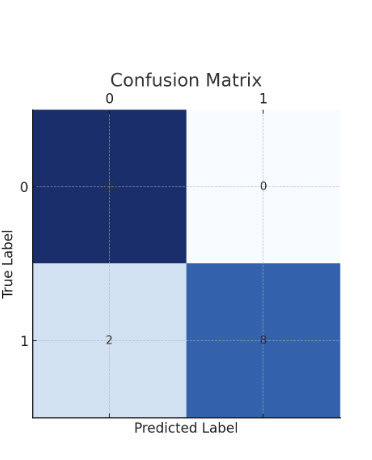 Confusion Matrix
0 1
0 0
1 2 8
True Label
Predicted Label